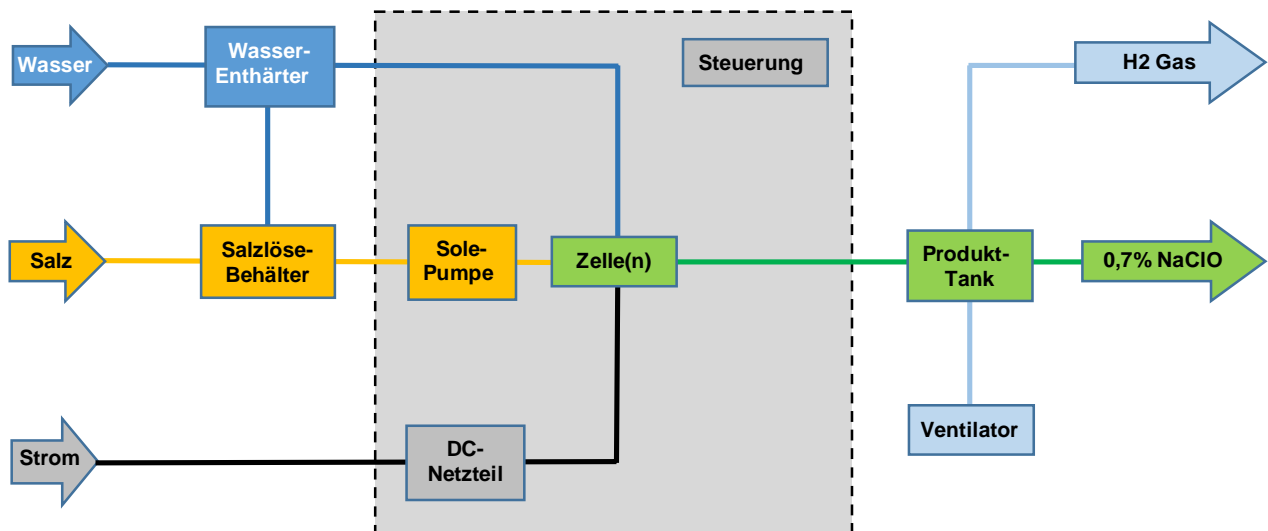 Wasser
Wasser-
Enthärter
Steuerung
H2 Gas
Salz
Salzlöse-
Behälter
Sole-
Pumpe
Zelle(n)
Produkt-
Tank
0,7% NaClO
Strom
DC-
Netzteil
Ventilator